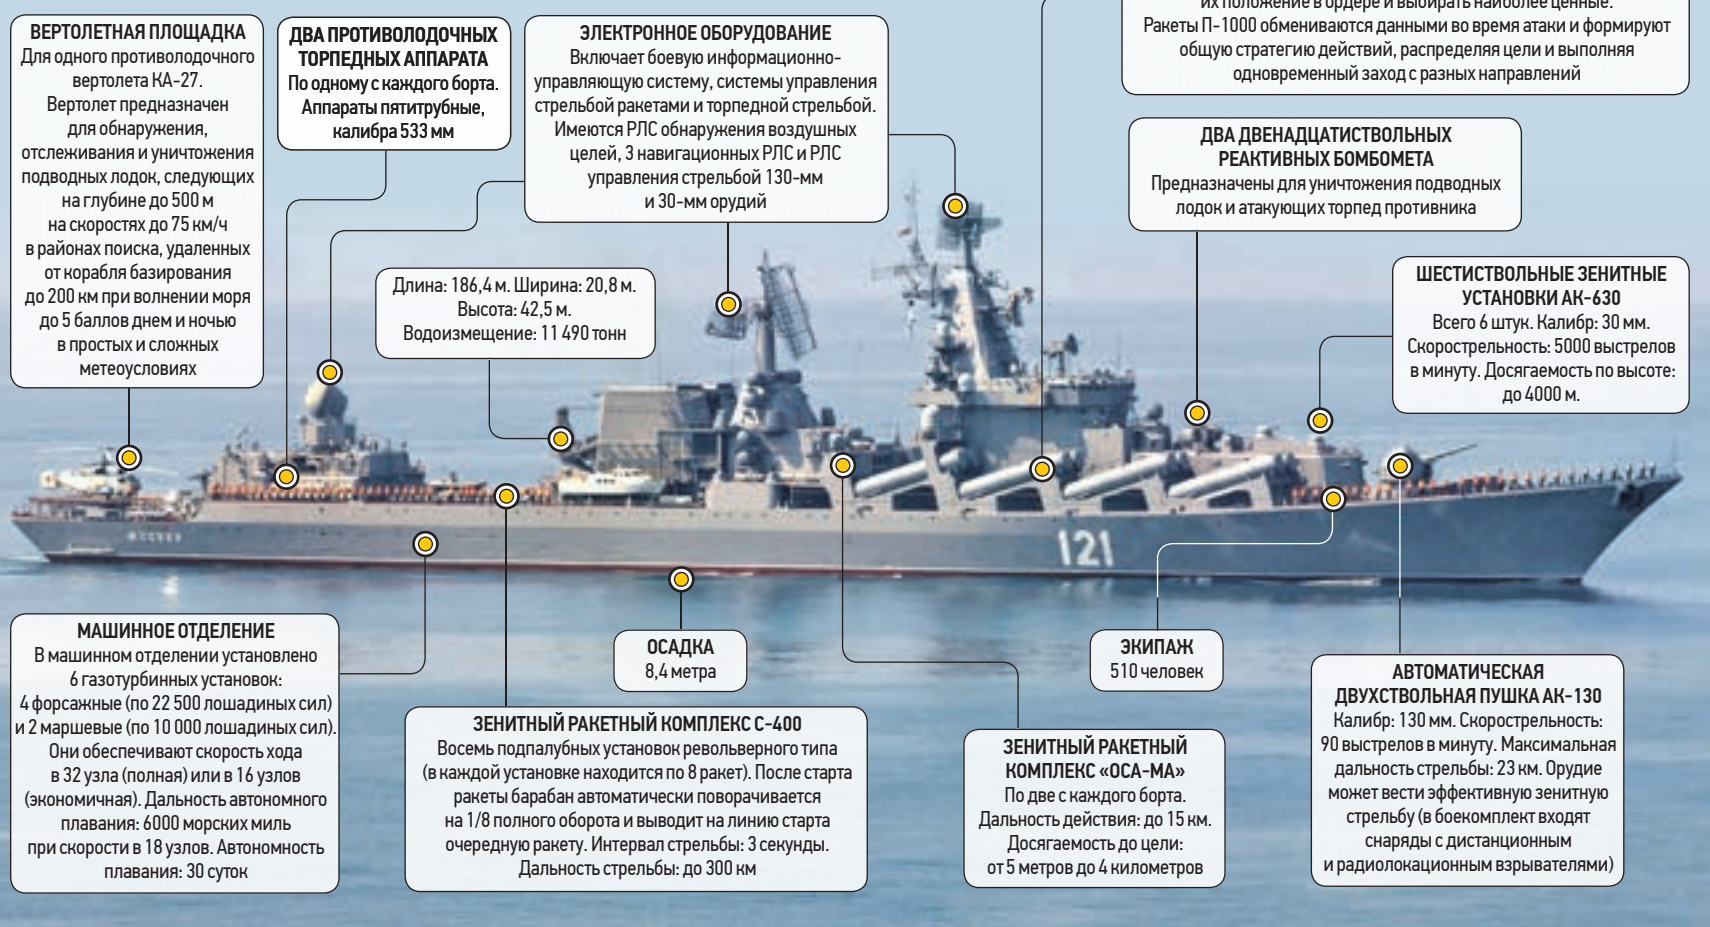 ВЕРТОЛЕТНАЯ ПЛОЩАДКА
Для одного противолодочного
вертолета КА-27.
Вертолет предназначен
для обнаружения,
отслеживания и уничтожения
подводных лодок, следующих
на глубине до 500 м
на скоростях до 75 км/ч
в районах поиска, удаленных
от корабля базирования
до 200 км при волнении моря
до 5 баллов днем и ночью
в простых и сложных
метеоусловиях
ДВА ПРОТИВОЛОДОЧНЫХ
ТОРПЕДНЫХ АППАРАТА
По одному с каждого борта.
Аппараты пятитрубные,
калибра 533 мм
ЭЛЕКТРОННОЕ ОБОРУДОВАНИЕ
Включает боевую информационно-
управляющую систему, системы управления
стрельбой ракетами и торпедной стрельбой.
Имеются РЛС обнаружения воздушных
целей, 3 навигационных РЛС и РЛС
управления стрельбой 130-мм
и 30-мм орудий
их положение в ордере и выбирать наиболее ценные.
Ракеты П-1000 обмениваются данными во время атаки и формируют
общую стратегию действий, распределяя цели и выполняя
одновременный заход с разных направлений
ДВА ДВЕНАДЦАТИСТВОЛЬНЫХ
РЕАКТИВНЫХ БОМБОМЕТА
Предназначены для уничтожения подводных
лодок и атакующих торпед противника
Длина: 186,4 м. Ширина: 20,8 м.
Высота: 42,5 м.
Водоизмещение: 11 490 тонн
ШЕСТИСТВОЛЬНЫЕ ЗЕНИТНЫЕ
УСТАНОВКИ АК-630
Всего 6 штук. Калибр: 30 мм.
Скорострельность: 5000 выстрелов
в минуту. Досягаемость по высоте:
до 4000 м.
МОСКВА
121
МАШИННОЕ ОТДЕЛЕНИЕ
В машинном отделении установлено
6 газотурбинных установок:
4 форсажные (по 22 500 лошадиных сил)
и 2 маршевые (по 10 000 лошадиных сил).
Они обеспечивают скорость хода
в 32 узла (полная) или в 16 узлов
(экономичная). Дальность автономного
плавания: 6000 морских миль
при скорости в 18 узлов. Автономность
плавания: 30 суток
ЗЕНИТНЫЙ РАКЕТНЫЙ КОМПЛЕКС С-400
Восемь подпалубных установок револьверного типа
(в каждой установке находится по 8 ракет). После старта
ракеты барабан автоматически поворачивается
на 1/8 полного оборота и выводит на линию старта
очередную ракету. Интервал стрельбы: 3 секунды.
Дальность стрельбы: до 300 км
ОСАДКА
8,4 метра
ЗЕНИТНЫЙ РАКЕТНЫЙ
КОМПЛЕКС «ОСА-МА»
По две с каждого борта.
Дальность действия: до 15 км.
Досягаемость до цели:
от 5 метров до 4 километров
ЭКИПАЖ
510 человек
АВТОМАТИЧЕСКАЯ
ДВУХСТВОЛЬНАЯ ПУШКА АК-130
Калибр: 130 мм. Скорострельность:
90 выстрелов в минуту. Максимальная
дальность стрельбы: 23 км. Орудие
может вести эффективную зенитную
стрельбу (в боекомплект входят
снаряды с дистанционным
и радиолокационным взрывателями)